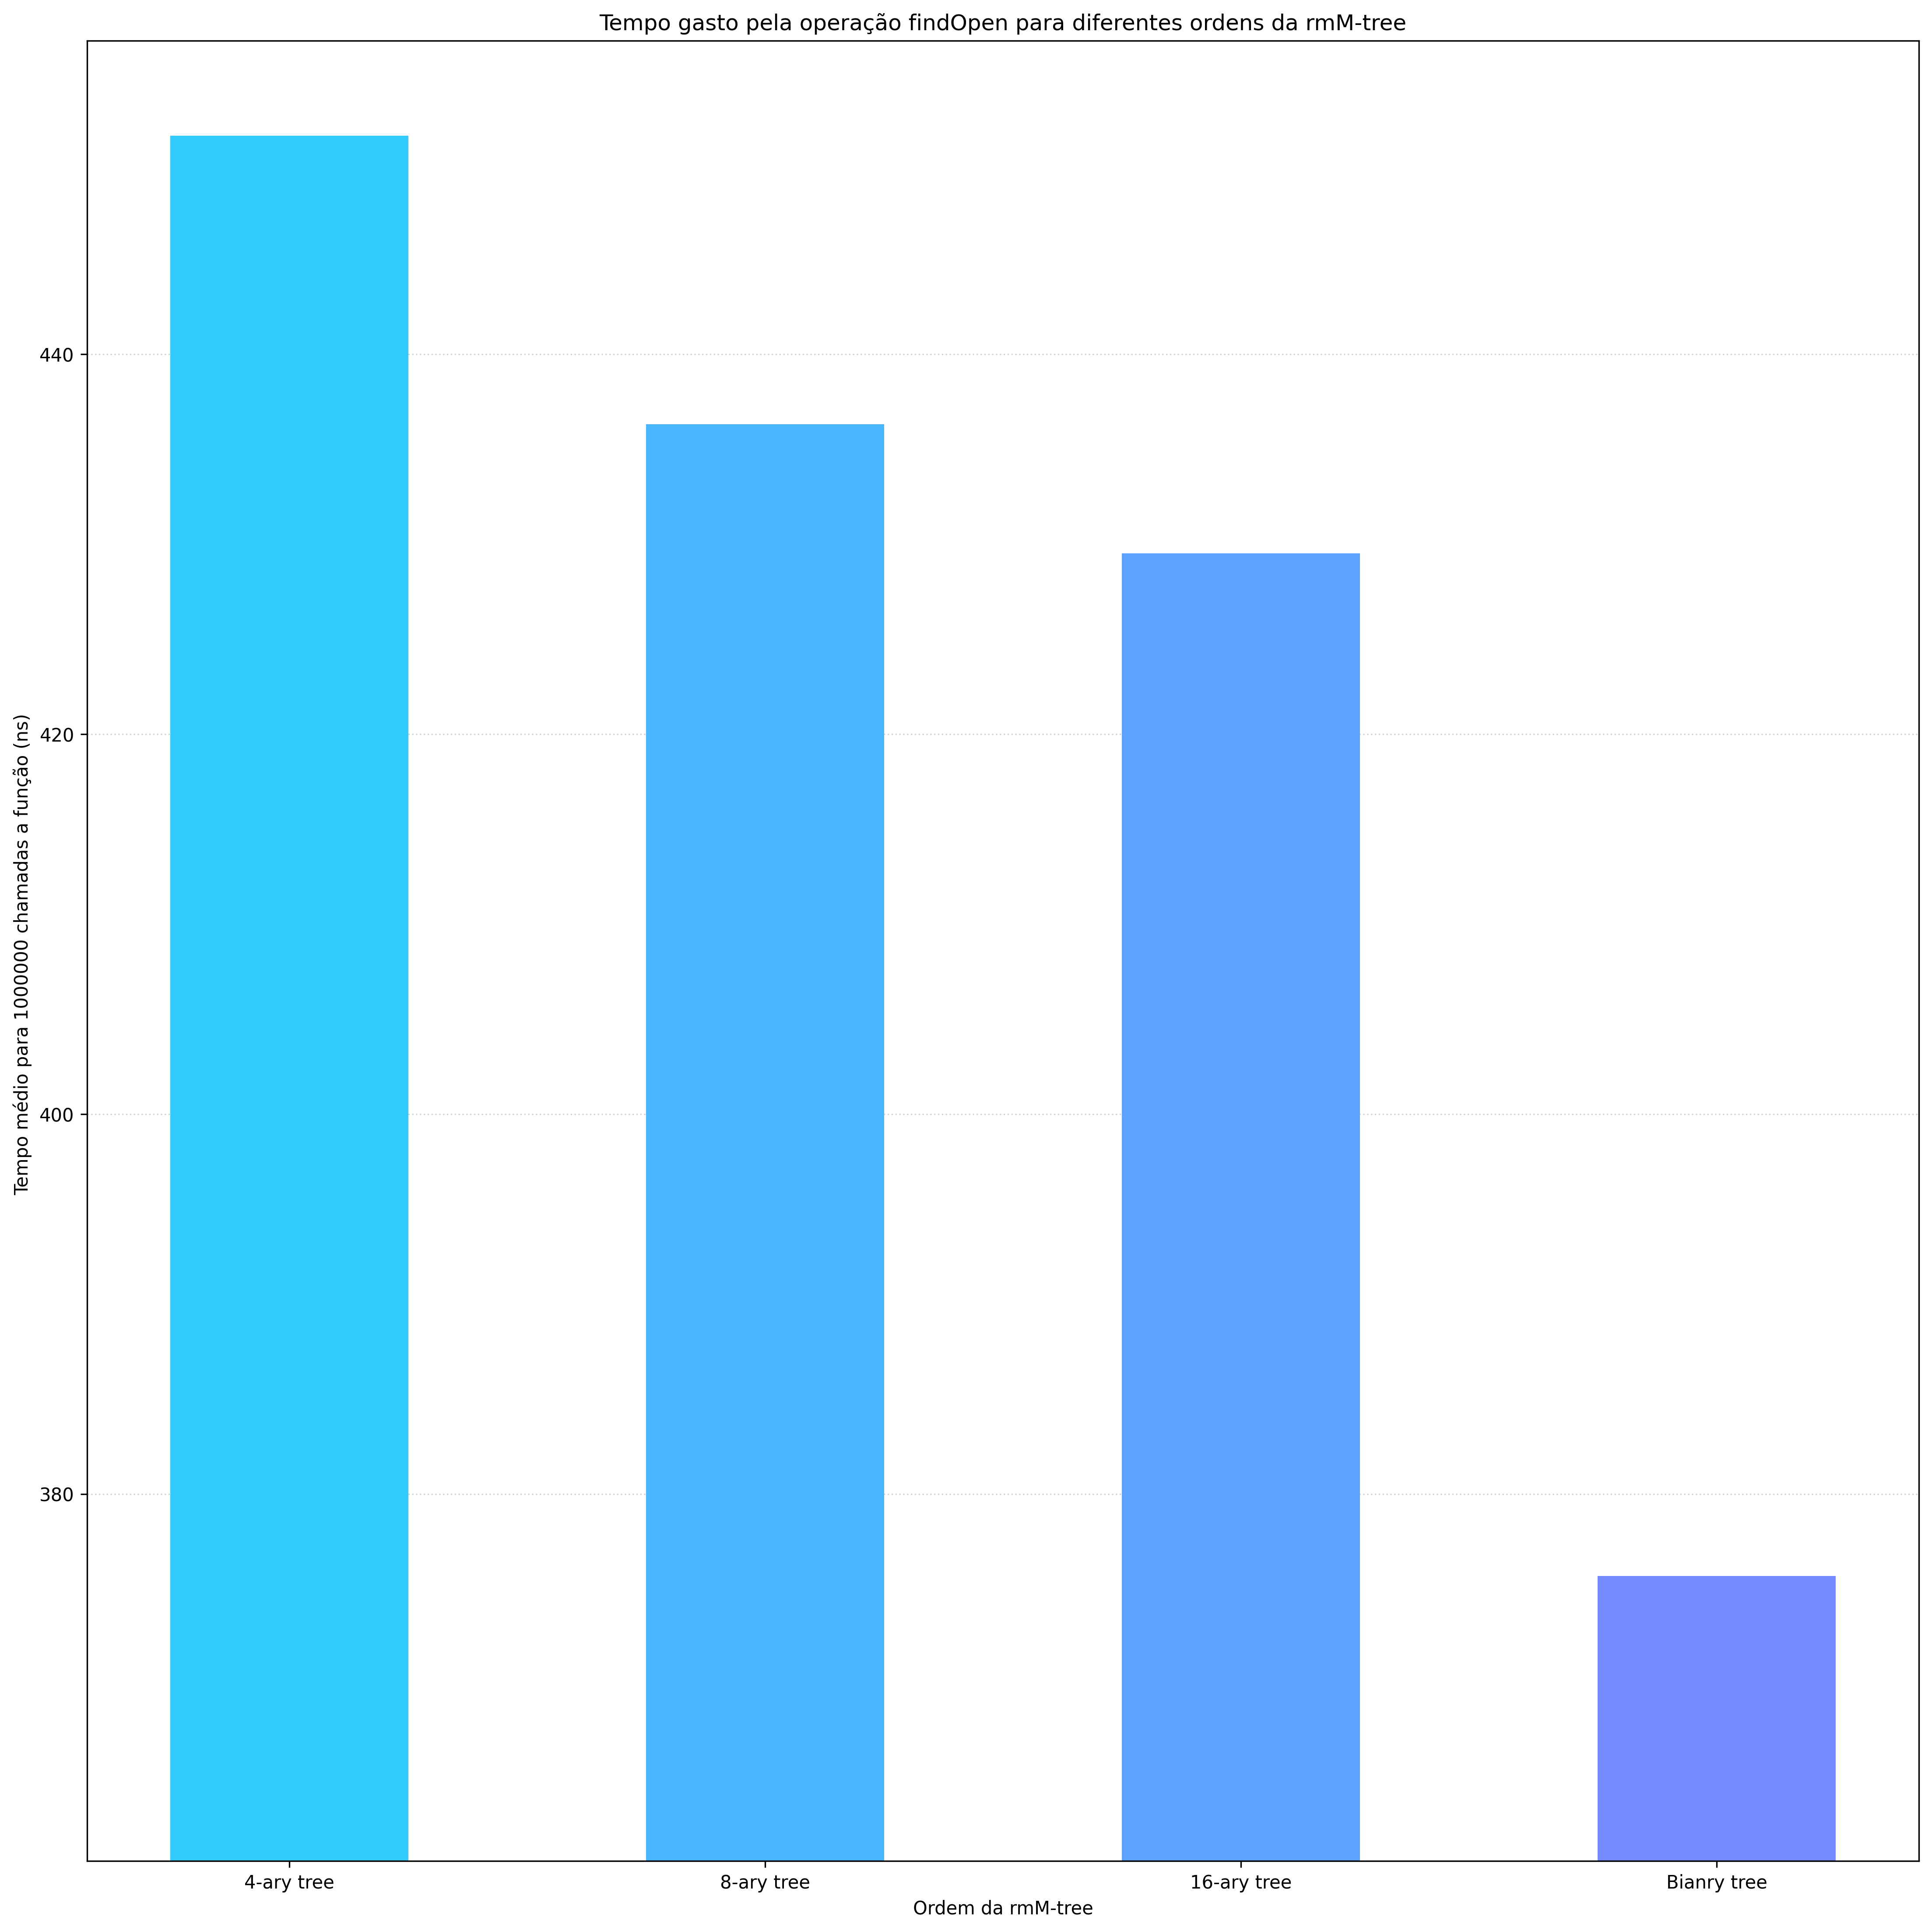 Tempo gasto pela operação findOpen para diferentes ordens da rmM-tree
Tempo médio para 1000000 chamadas a função (ns)
440
420
400
380
4-ary tree
8-ary tree
16-ary tree
Bianry tree
Ordem da rmM-tree